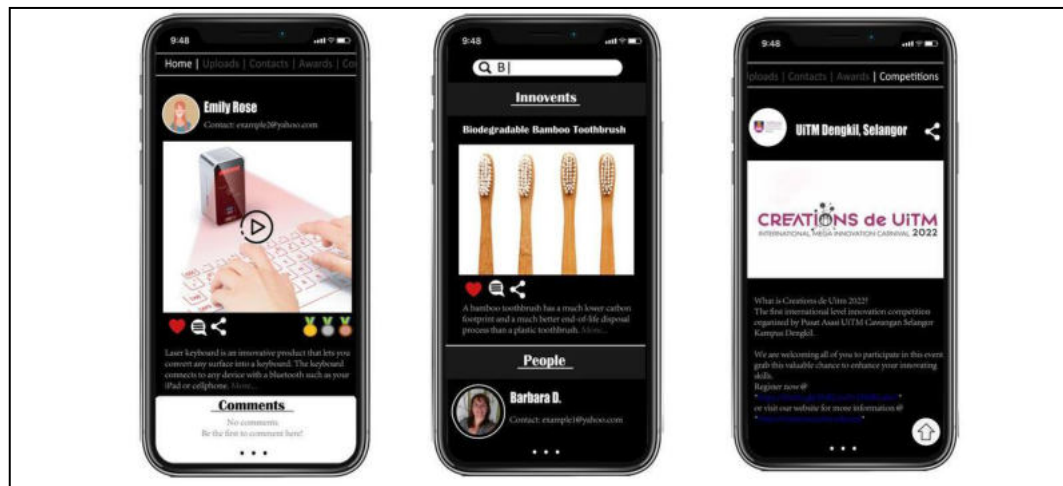 9:48
Home | Uploads | Contacts | Awards | Co
Emily Rose
Contact: example2@yahoo.com
Laser keyboard is an innovative product that lets you
convert any surface into a keyboard. The keyboard
connects to any device with a bluetooth such as your
iPad or cellphone. More...
Comments
No comments
Be the first to comment here!
9:48
B|
Innovents
Biodegradable Bamboo Toothbrush
A bamboo toothbrush has a much lower carbon
footprint and a much better end-of-life disposal
process than a plastic toothbrush. More...
People
Barbara D.
Contact: example1@yahoo.com
9:48
ploads | Contacts | Awards | Competitions
UiTM Dengkil, Selangor
CREATIONS de UiTM
INTERNATIONAL MEGA INNOVATION CARNIVAL 2022
What is Creations de Uitm 2022?
The first international level innovation competition
organized by Pusat Asasi UiTM Cawangan Selangor
Kampus Dengkil.
We are welcoming all of you to participate in this event
grab this valuable chance to enhance your innovating
skills.
Register now @
or visit our website for more information @